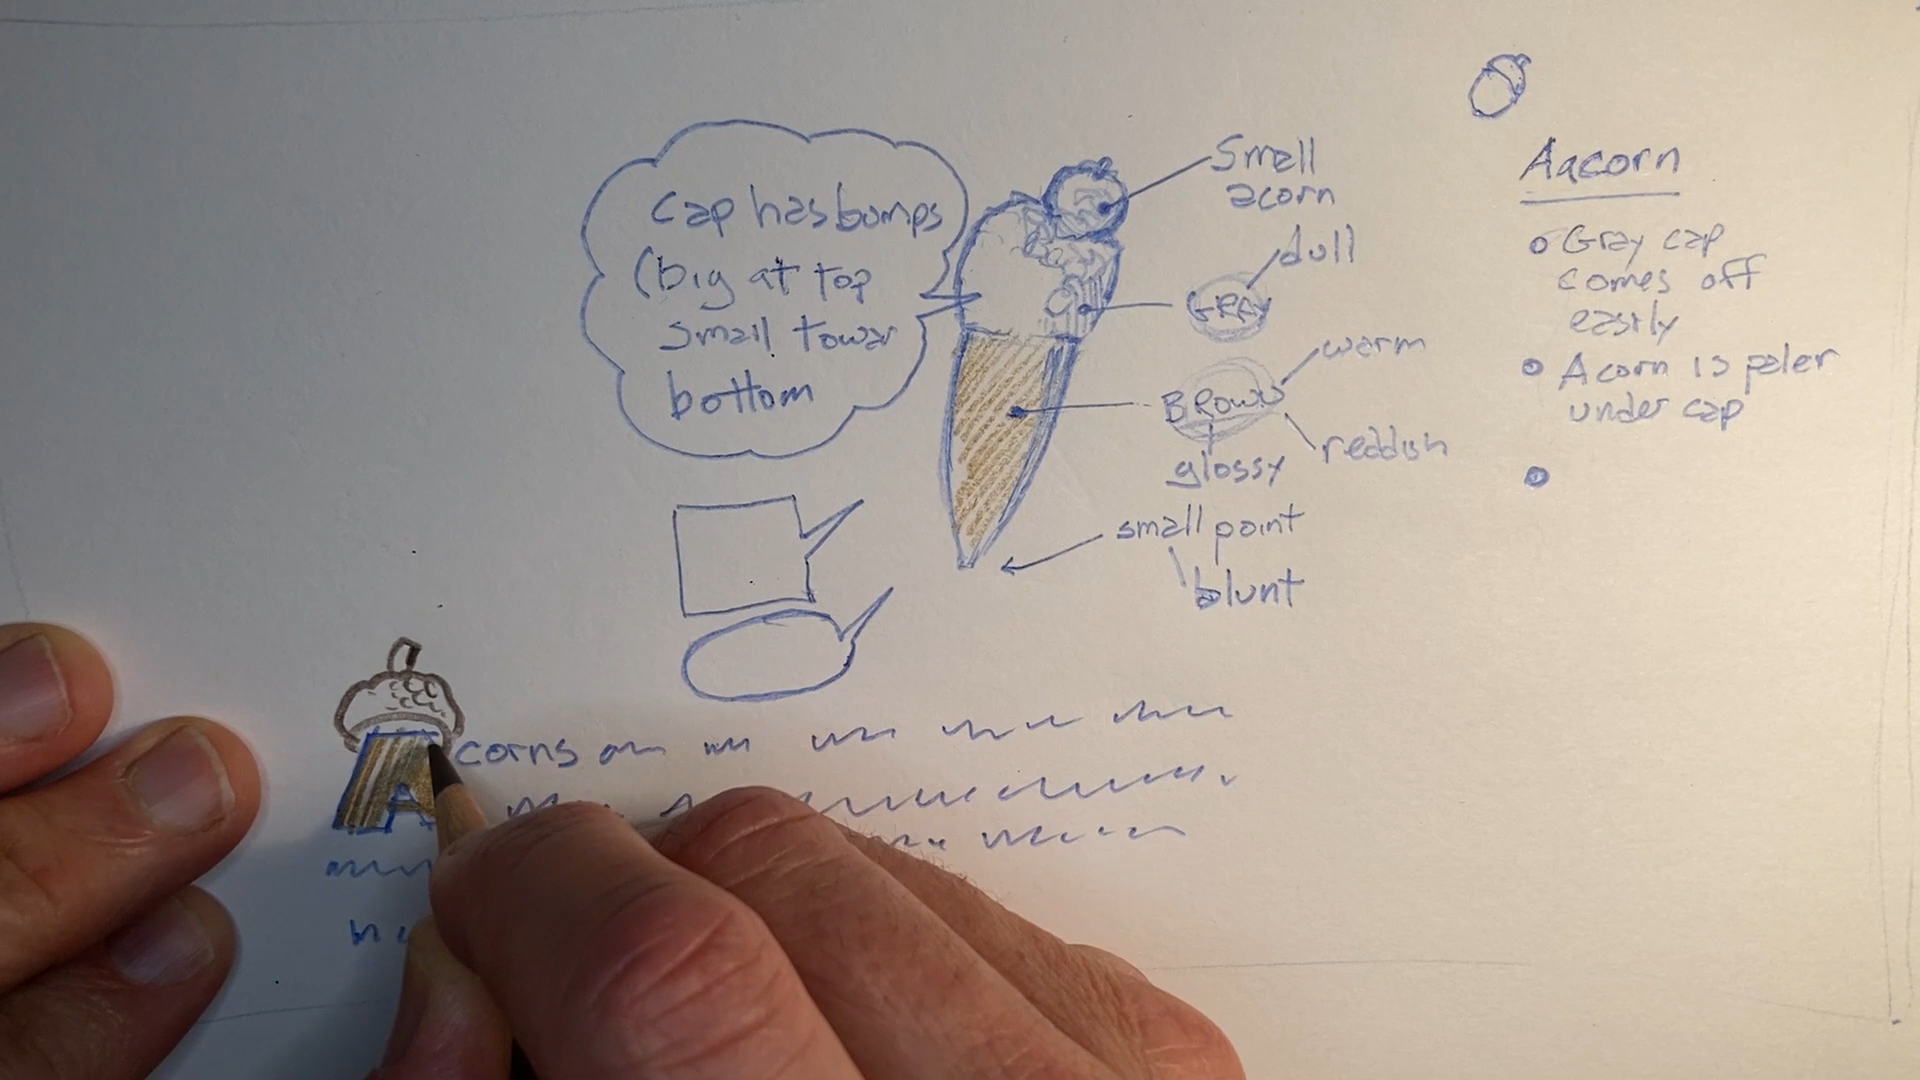 Cap has bumps
(big at top
small towar
bottom
Small
acorn
dull
GRAY
warm
BROWN
reddish
glossy
small point
blunt
Aacorn
Gray cap
comes off
easily
Acorn is paler
under cap
Acorns